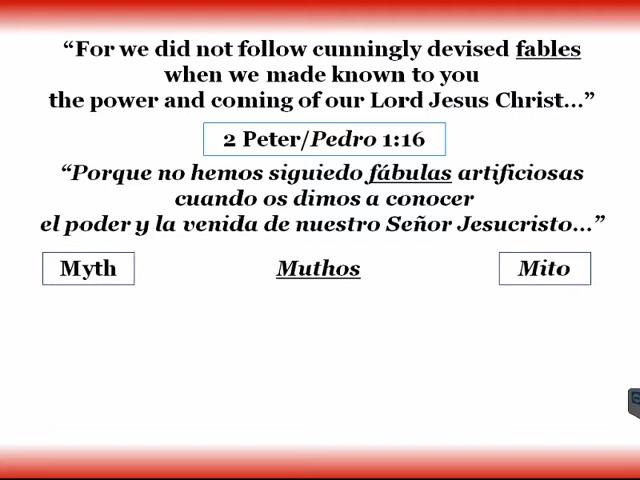 “For we did not follow cunningly devised fables
when we made known to you
the power and coming of our Lord Jesus Christ...”
2 Peter/Pedro 1:16
“Porque no hemos siguiedo fábulas artificiosas
cuando os dimos a conocer
el poder y la venida de nuestro Señor Jesucristo...”
Myth Muthos Mito